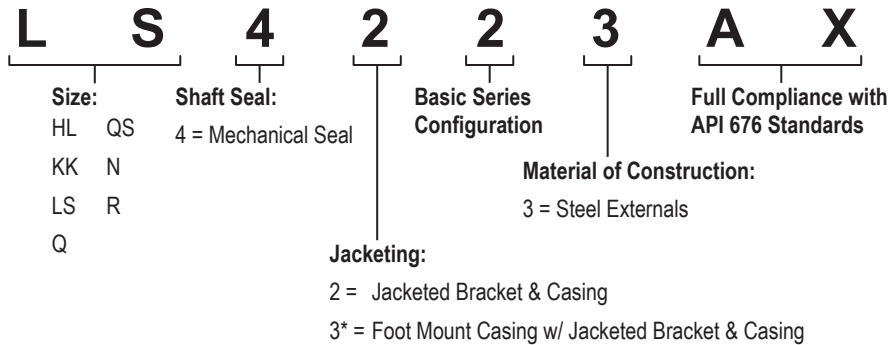 L S 4 2 2 3 A X
Size:
HL QS
KK N
LS R
Q
Shaft Seal:
4 = Mechanical Seal
Basic Series
Configuration
Full Compliance with
API 676 Standards
Material of Construction:
3 = Steel Externals
Jacketing:
2 = Jacketed Bracket & Casing
3* = Foot Mount Casing w/ Jacketed Bracket & Casing